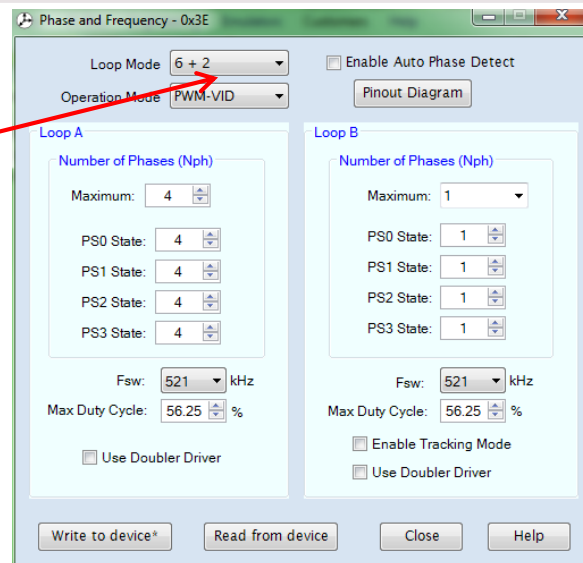 Phase and Frequency - 0x3E
Loop Mode 6 + 2
Enable Auto Phase Detect
Operation Mode PWM-VID
Pinout Diagram
Loop A
Number of Phases (Nph)
Maximum: 4
PS0 State: 4
PS1 State: 4
PS2 State: 4
PS3 State: 4
Fsw: 521 kHz
Max Duty Cycle: 56.25 %
Use Doubler Driver
Loop B
Number of Phases (Nph)
Maximum: 1
PS0 State: 1
PS1 State: 1
PS2 State: 1
PS3 State: 1
Fsw: 521 kHz
Max Duty Cycle: 56.25 %
Enable Tracking Mode
Use Doubler Driver
Write to device*
Read from device
Close
Help